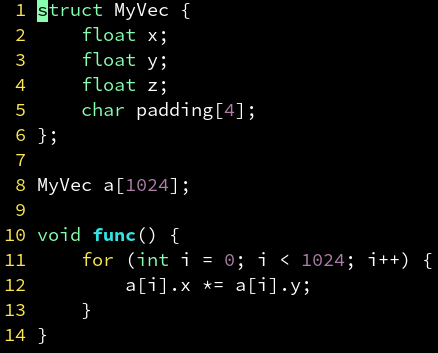 1 struct MyVec {
2     float x;
3     float y;
4     float z;
5     char padding[4];
6 };
7
8 MyVec a[1024];
9
10 void func() {
11     for (int i = 0; i < 1024; i++) {
12         a[i].x *= a[i].y;
13     }
14 }